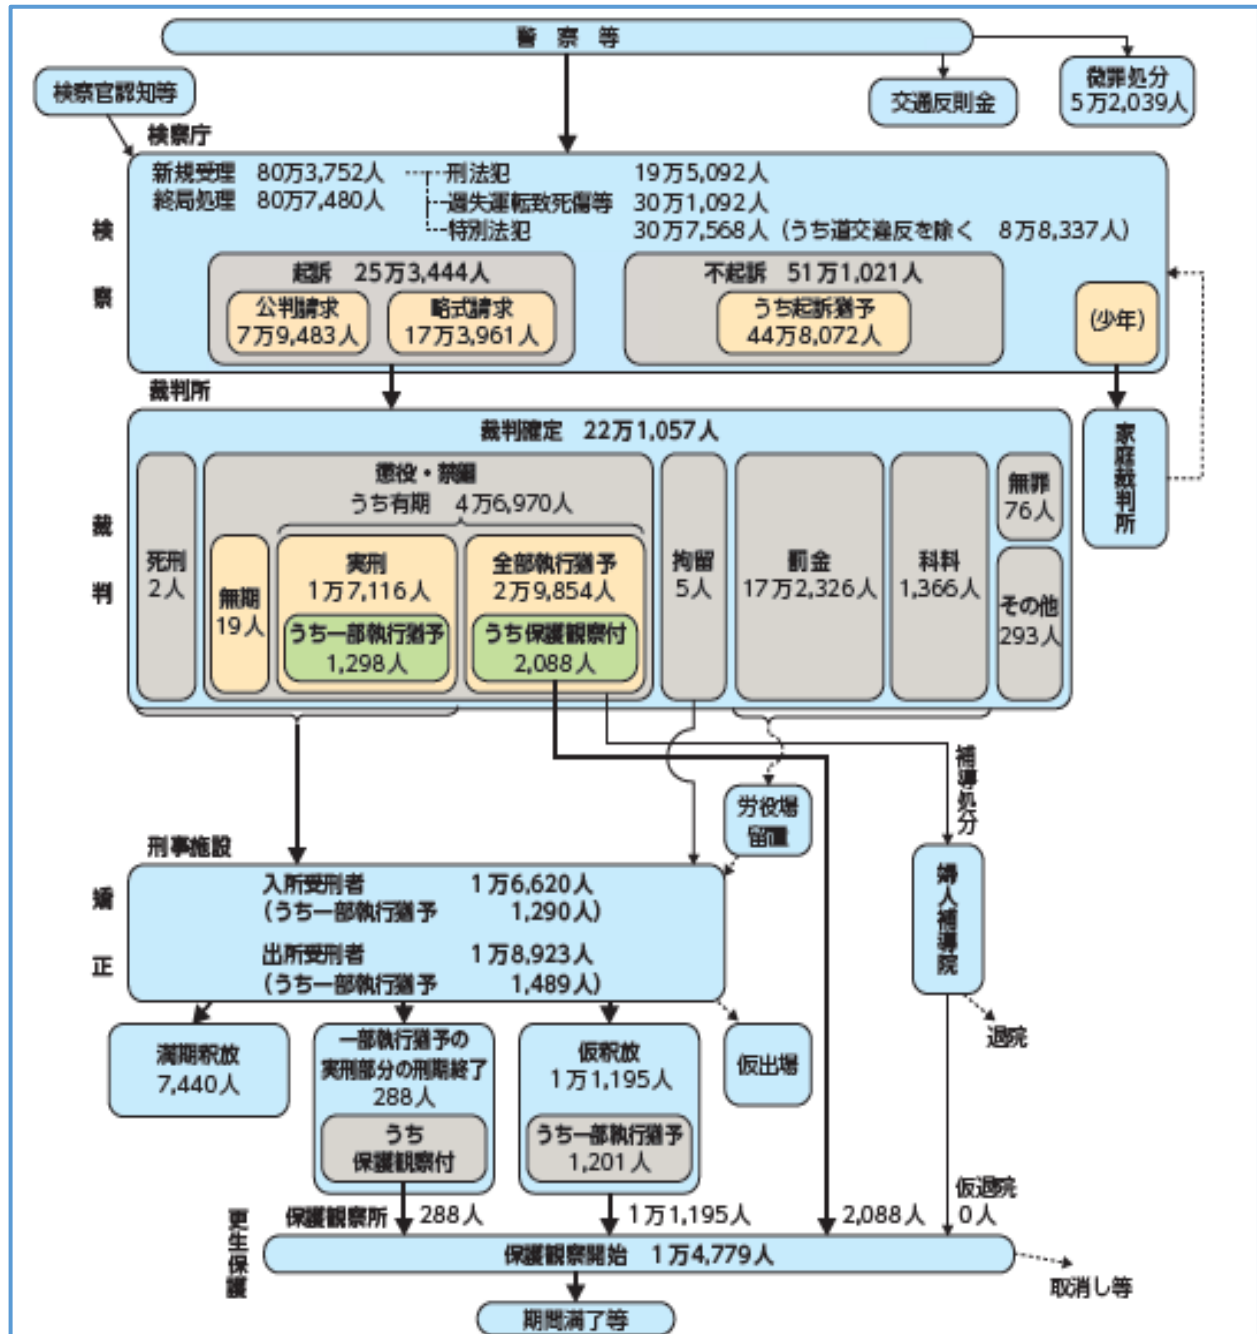 警 察 等
検察官認知等
交通反則金
微罪処分
5万2,039人
検察庁
検 察
新規受理 80万3,752人
終局処理 80万7,480人
刑法犯 19万5,092人
過失運転致死傷等 30万1,092人
特別法犯 30万7,568人（うち道交違反を除く 8万8,337人）
起訴 25万3,444人
公判請求
7万9,483人
略式請求
17万3,961人
不起訴 51万1,021人
うち起訴猶予
44万8,072人
(少年)
裁判所
裁 判
裁判確定 22万1,057人
家庭裁判所
死刑
2人
懲役・禁錮
うち有期 4万6,970人
無期
19人
実刑
1万7,116人
うち一部執行猶予
1,298人
全部執行猶予
2万9,854人
うち保護観察付
2,088人
拘留
5人
罰金
17万2,326人
科料
1,366人
無罪
76人
その他
293人
労役場
留置
補導処分
婦人補導院
刑事施設
矯 正
入所受刑者 1万6,620人
（うち一部執行猶予 1,290人）
出所受刑者 1万8,923人
（うち一部執行猶予 1,489人）
満期釈放
7,440人
一部執行猶予の
実刑部分の刑期終了
288人
うち
保護観察付
仮釈放
1万1,195人
うち一部執行猶予
1,201人
仮出場
退院
更生保護
保護観察所
288人
1万1,195人
2,088人
仮退院
0人
保護観察開始 1万4,779人
取消し等
期間満了等